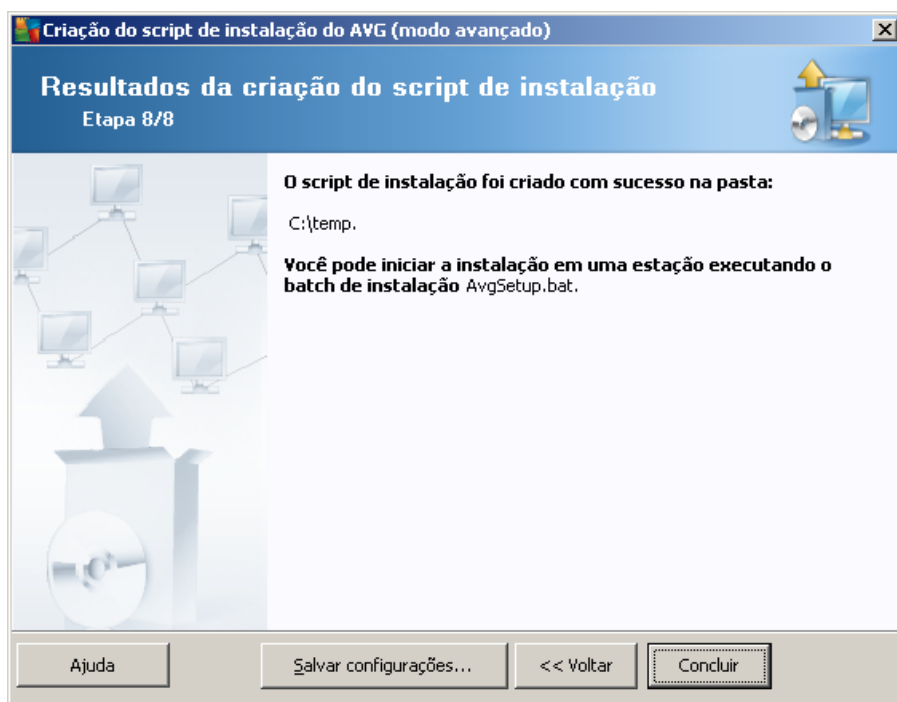 Criação do script de instalação do AVG (modo avançado)
Resultados da criação do script de instalação
Etapa 8/8
O script de instalação foi criado com sucesso na pasta:
C:\temp.
Você pode iniciar a instalação em uma estação executando o
batch de instalação AvgSetup.bat.
Ajuda
Salvar configurações...
<< Voltar
Concluir